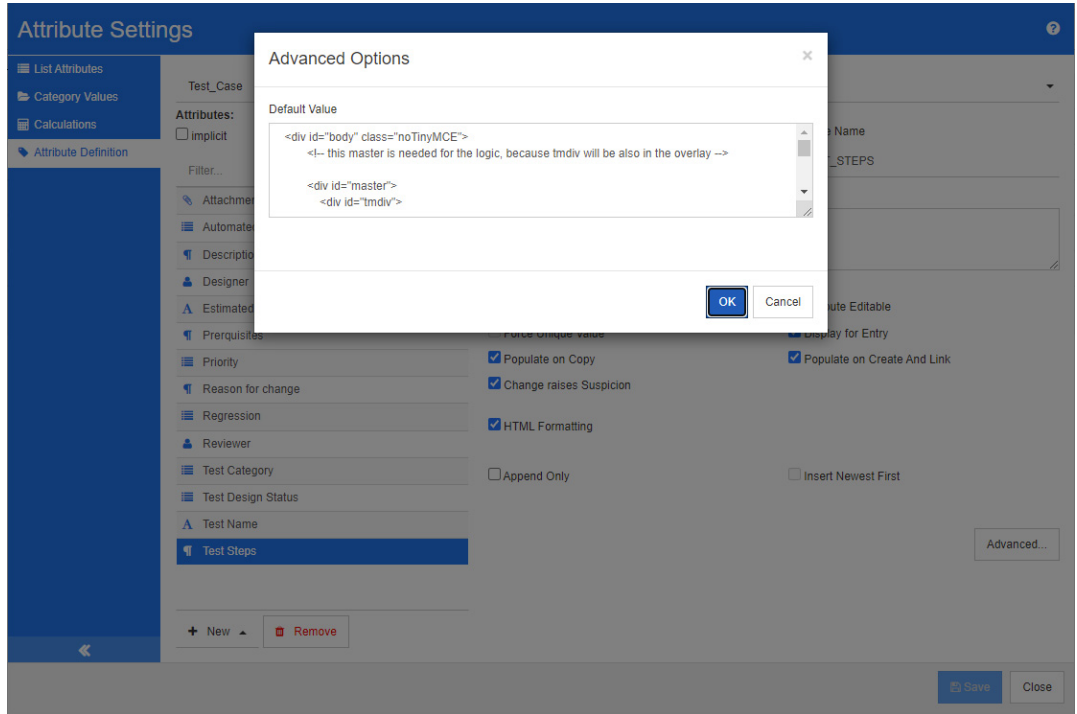 Attribute Settings
List Attributes
Category Values
Calculations
Attribute Definition
Test_Case
Attributes:
implicit
Filter...
Automate
Descriptio
Designer
Estimated
Prerquisites
Priority
Reason for change
Regression
Reviewer
Test Category
Test Design Status
Test Name
Test Steps
New
Remove
Advanced Options
×
Default Value
<div id="body" class="noTinyMCE">
<!-- this master is needed for the logic, because tmdiv will be also in the overlay -->
<div id="master">
<div id="tmdiv">
OK
Cancel
Name
_STEPS
ute Editable
Force Unique Value
Display for Entry
Populate on Copy
Populate on Create And Link
Change raises Suspicion
HTML Formatting
Append Only
Insert Newest First
Advanced...
Save
Close